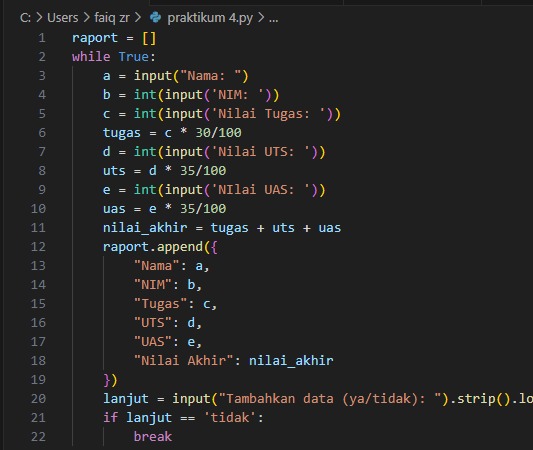 C: > Users > faiq zr > praktikum 4.py > ...
1 raport = []
2 while True:
3     a = input("Nama: ")
4     b = int(input('NIM: '))
5     c = int(input('Nilai Tugas: '))
6     tugas = c * 30/100
7     d = int(input('Nilai UTS: '))
8     uts = d * 35/100
9     e = int(input('NIlai UAS: '))
10     uas = e * 35/100
11     nilai_akhir = tugas + uts + uas
12     raport.append({
13         "Nama": a,
14         "NIM": b,
15         "Tugas": c,
16         "UTS": d,
17         "UAS": e,
18         "Nilai Akhir": nilai_akhir
19     })
20     lanjut = input("Tambahkan data (ya/tidak): ").strip().lo
21     if lanjut == 'tidak':
22         break